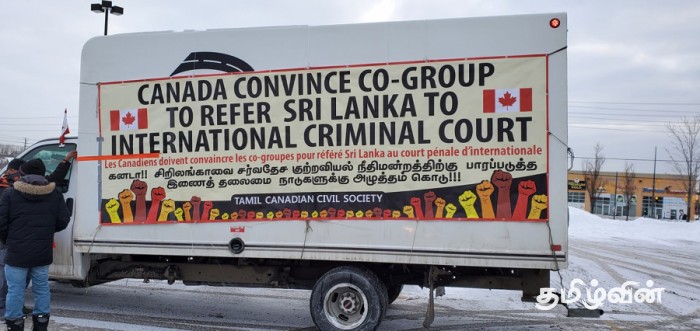 CANADA CONVINCE CO-GROUP
TO REFER SRI LANKA TO
INTERNATIONAL CRIMINAL COURT
Les Canadiens doivent convaincre les co-groupes pour référé Sri Lanka au court pénale d'internationale
கனடா!! சிறிலங்காவை சர்வதேச குற்றவியல் நீதிமன்றத்திற்கு பாரப்படுத்த
இணைத் தலைமை நாடுகளுக்கு அழுத்தம் கொடு!!!
TAMIL CANADIAN CIVIL SOCIETY
தமிழ்வின்